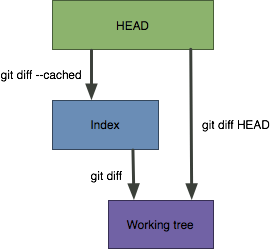 HEAD
git diff --cached
Index
git diff HEAD
git diff
Working tree